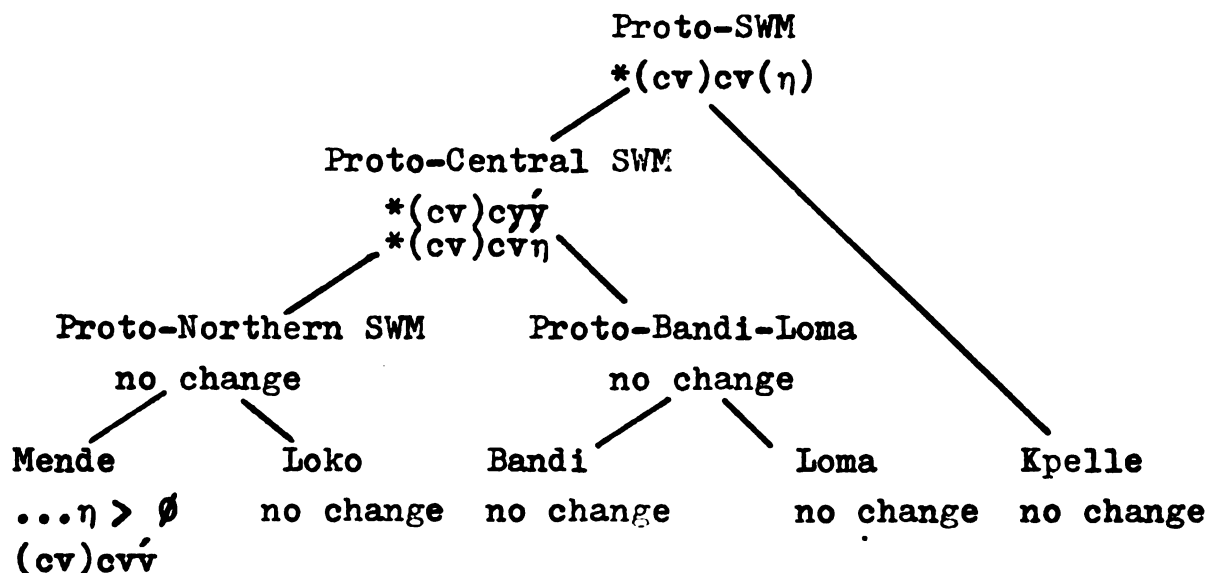 Proto-SWM
*(cv)cv(η)
Proto-Central SWM
*(cv)cy̌ý
*(cv)cvη
Proto-Northern SWM Proto-Bandi-Loma
no change no change
Mende Loko Bandi Loma Kpelle
...η > ∅ no change no change no change no change
(cv)cvv́